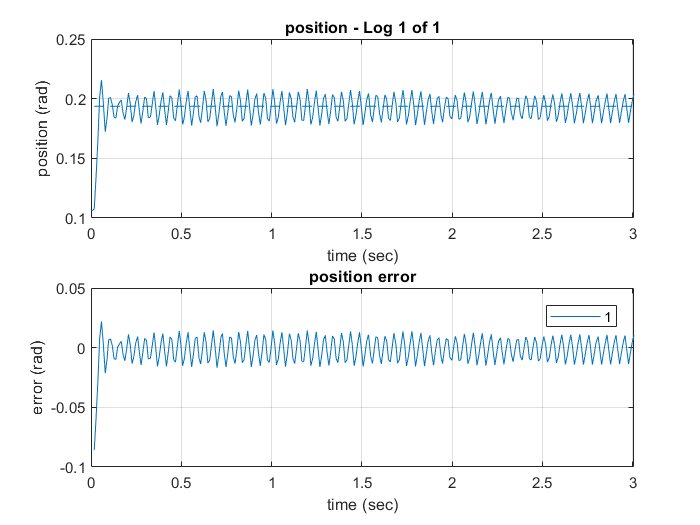 position - Log 1 of 1
0.25
0.2
0.15
0.1
position (rad)
0 0.5 1 1.5 2 2.5 3
time (sec)
position error
0.05
0
-0.05
-0.1
error (rad)
1
0 0.5 1 1.5 2 2.5 3
time (sec)